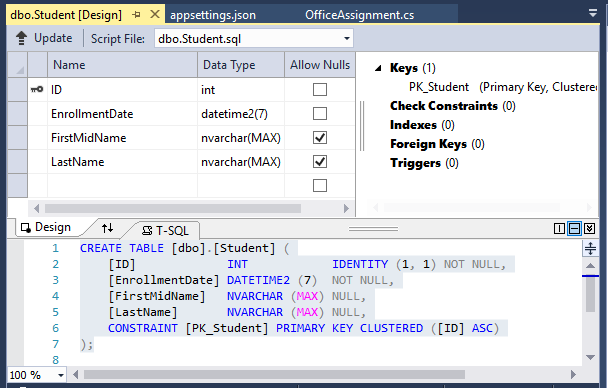 dbo.Student [Design] appsettings.json OfficeAssignment.cs
Update Script File: dbo.Student.sql
Name Data Type Allow Nulls
ID int
EnrollmentDate datetime2(7)
FirstMidName nvarchar(MAX)
LastName nvarchar(MAX)
Keys (1)
PK_Student (Primary Key, Clustered
Check Constraints (0)
Indexes (0)
Foreign Keys (0)
Triggers (0)
Design T-SQL
1 CREATE TABLE [dbo].[Student] (
2 [ID] INT IDENTITY (1, 1) NOT NULL,
3 [EnrollmentDate] DATETIME2 (7) NOT NULL,
4 [FirstMidName] NVARCHAR (MAX) NULL,
5 [LastName] NVARCHAR (MAX) NULL,
6 CONSTRAINT [PK_Student] PRIMARY KEY CLUSTERED ([ID] ASC)
7 );
8
100 %